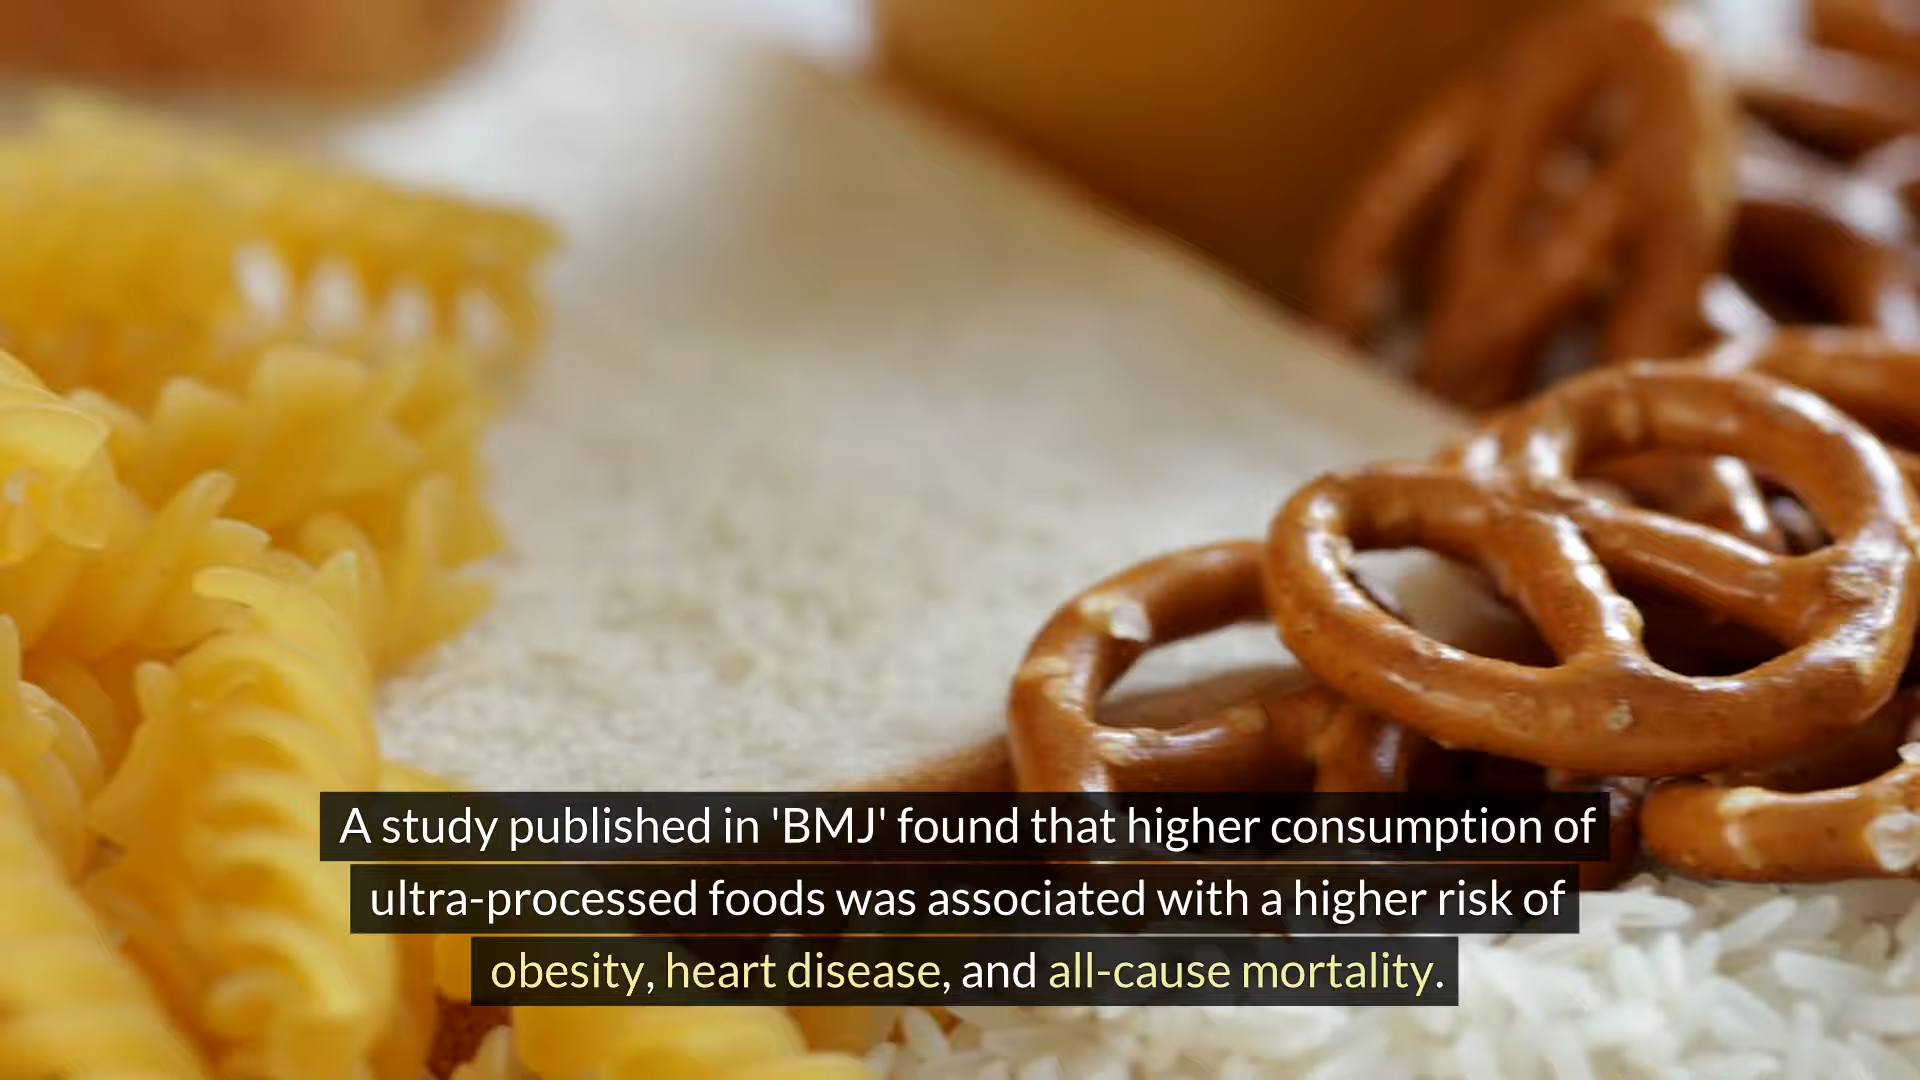 A study published in 'BMJ' found that higher consumption of
ultra-processed foods was associated with a higher risk of
obesity, heart disease, and all-cause mortality.